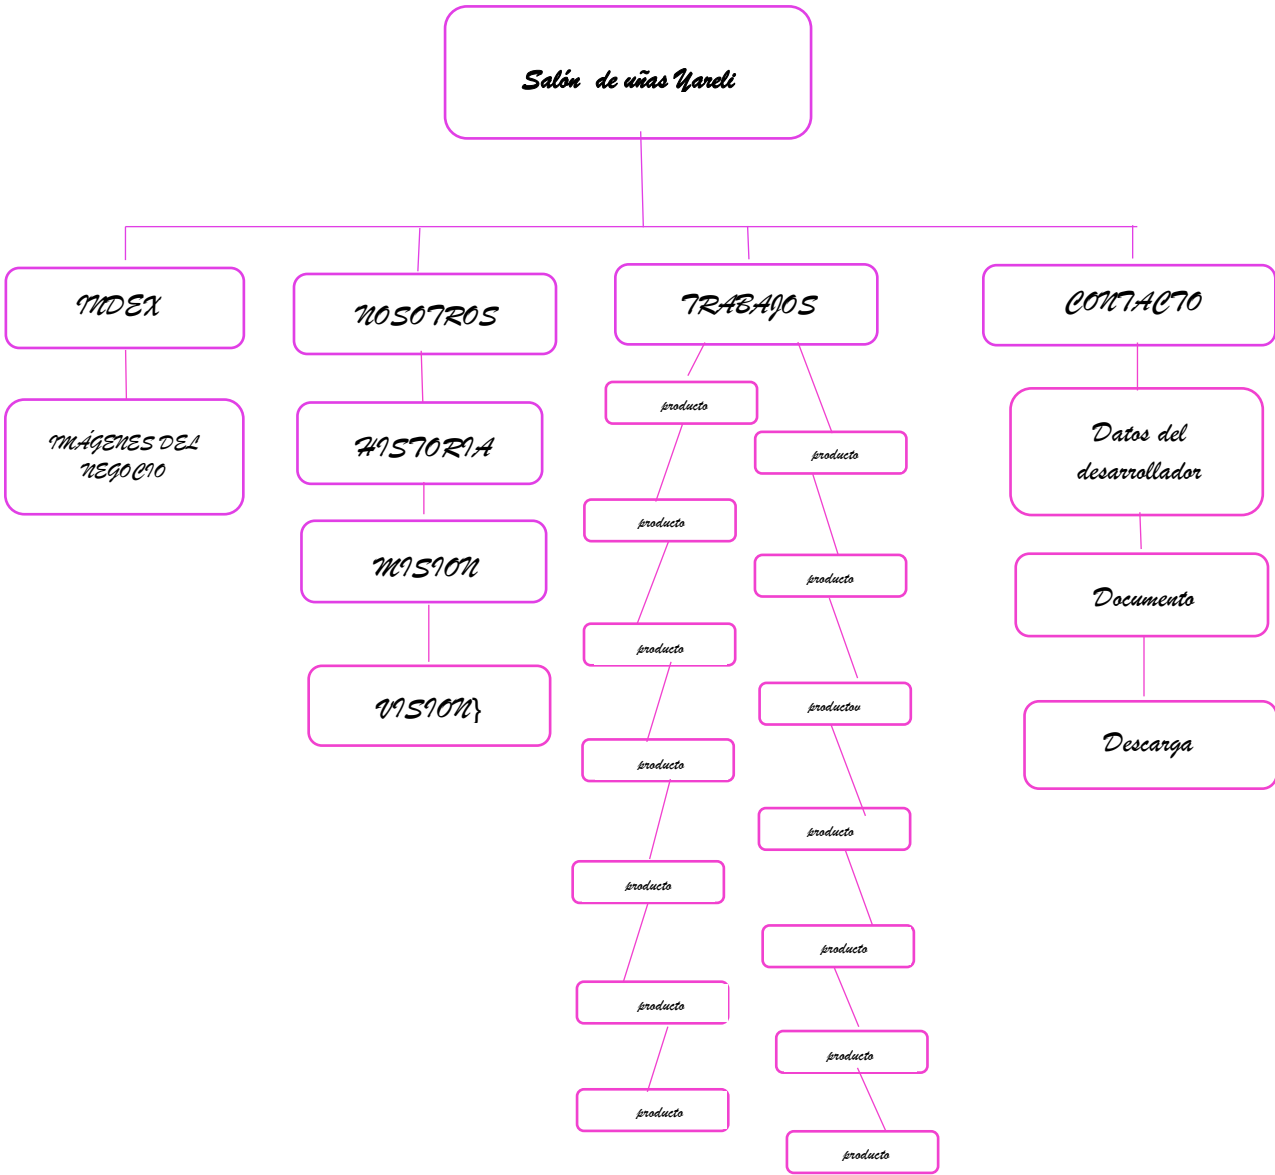 Salón de uñas Yareli
INDEX
NOSOTROS
TRABAJOS
CONTACTO
IMÁGENES DEL
NEGOCIO
HISTORIA
MISION
VISION}
producto
producto
producto
producto
producto
producto
producto
producto
producto
productov
producto
producto
producto
producto
Datos del
desarrollador
Documento
Descarga